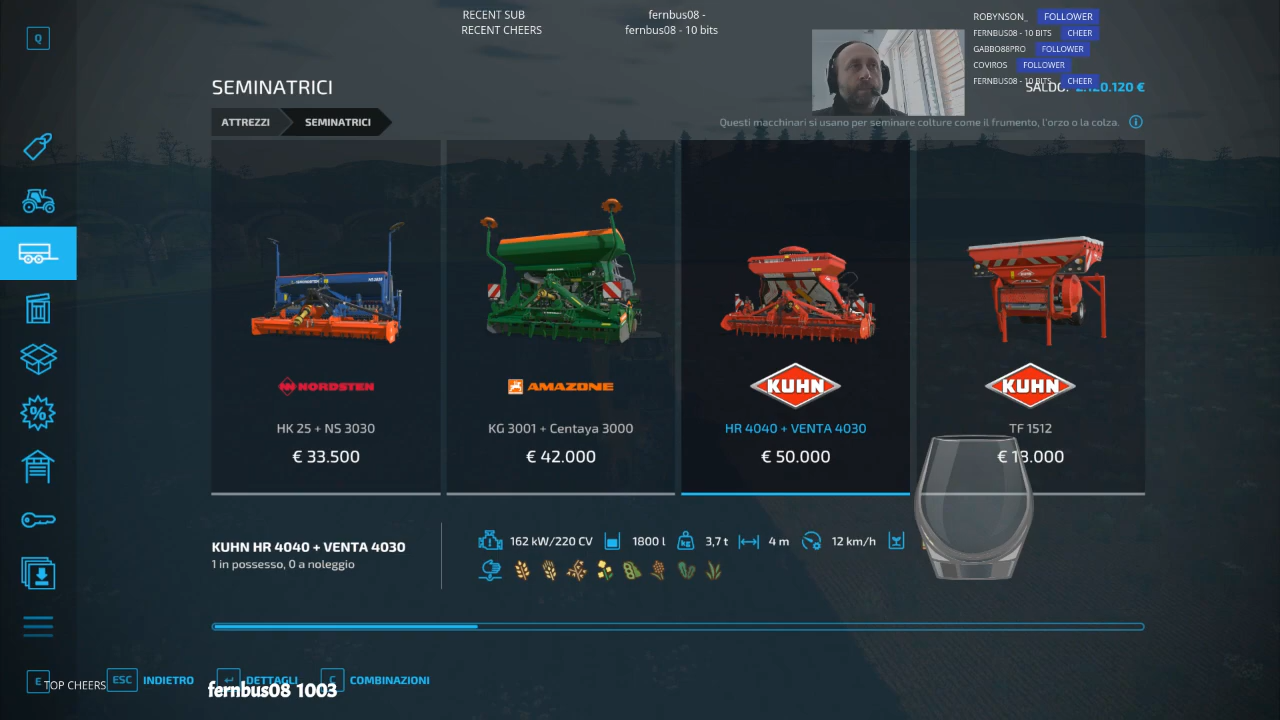 Q
RECENT SUB
fernbus08 -
RECENT CHEERS
fernbus08 - 10 bits
ROBYNSON_ FOLLOWER
FERNBUS08 - 10 BITS CHEER
GABBO88PRO FOLLOWER
COVIROS FOLLOWER
FERNBUS08 - 10 BITS CHEER
SEMINATRICI
SALDO: 20.120 €
ATTREZZI
SEMINATRICI
Questi macchinari si usano per seminare colture come il frumento, l'orzo o la colza.
NORDSTEN
AMAZONE
KUHN
KUHN
HK 25 + NS 3030
KG 3001 + Centaya 3000
HR 4040 + VENTA 4030
TF 1512
€ 33.500
€ 42.000
€ 50.000
€ 13.000
KUHN HR 4040 + VENTA 4030
1 in possesso, 0 a noleggio
162 kW/220 CV
1800 l
3,7 t
4 m
12 km/h
E
TOP CHEERS
ESC INDIETRO
DETTAGLI
C COMBINAZIONI
fernbus08 1003